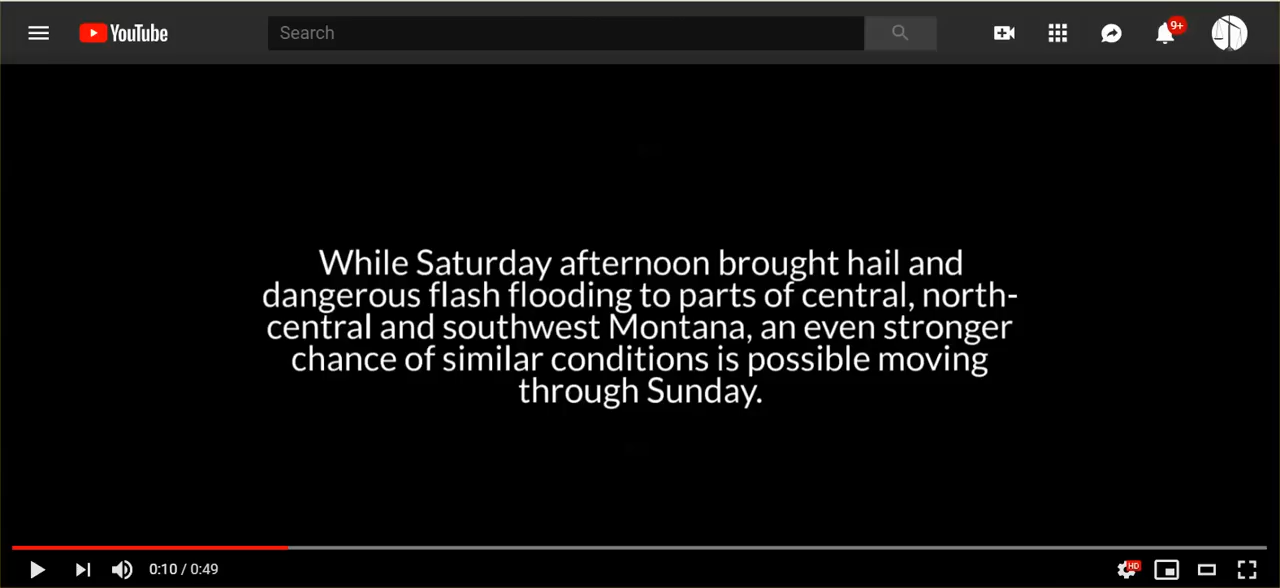 YouTube
Search
9+
While Saturday afternoon brought hail and
dangerous flash flooding to parts of central, north-
central and southwest Montana, an even stronger
chance of similar conditions is possible moving
through Sunday.
0:10 / 0:49
HD